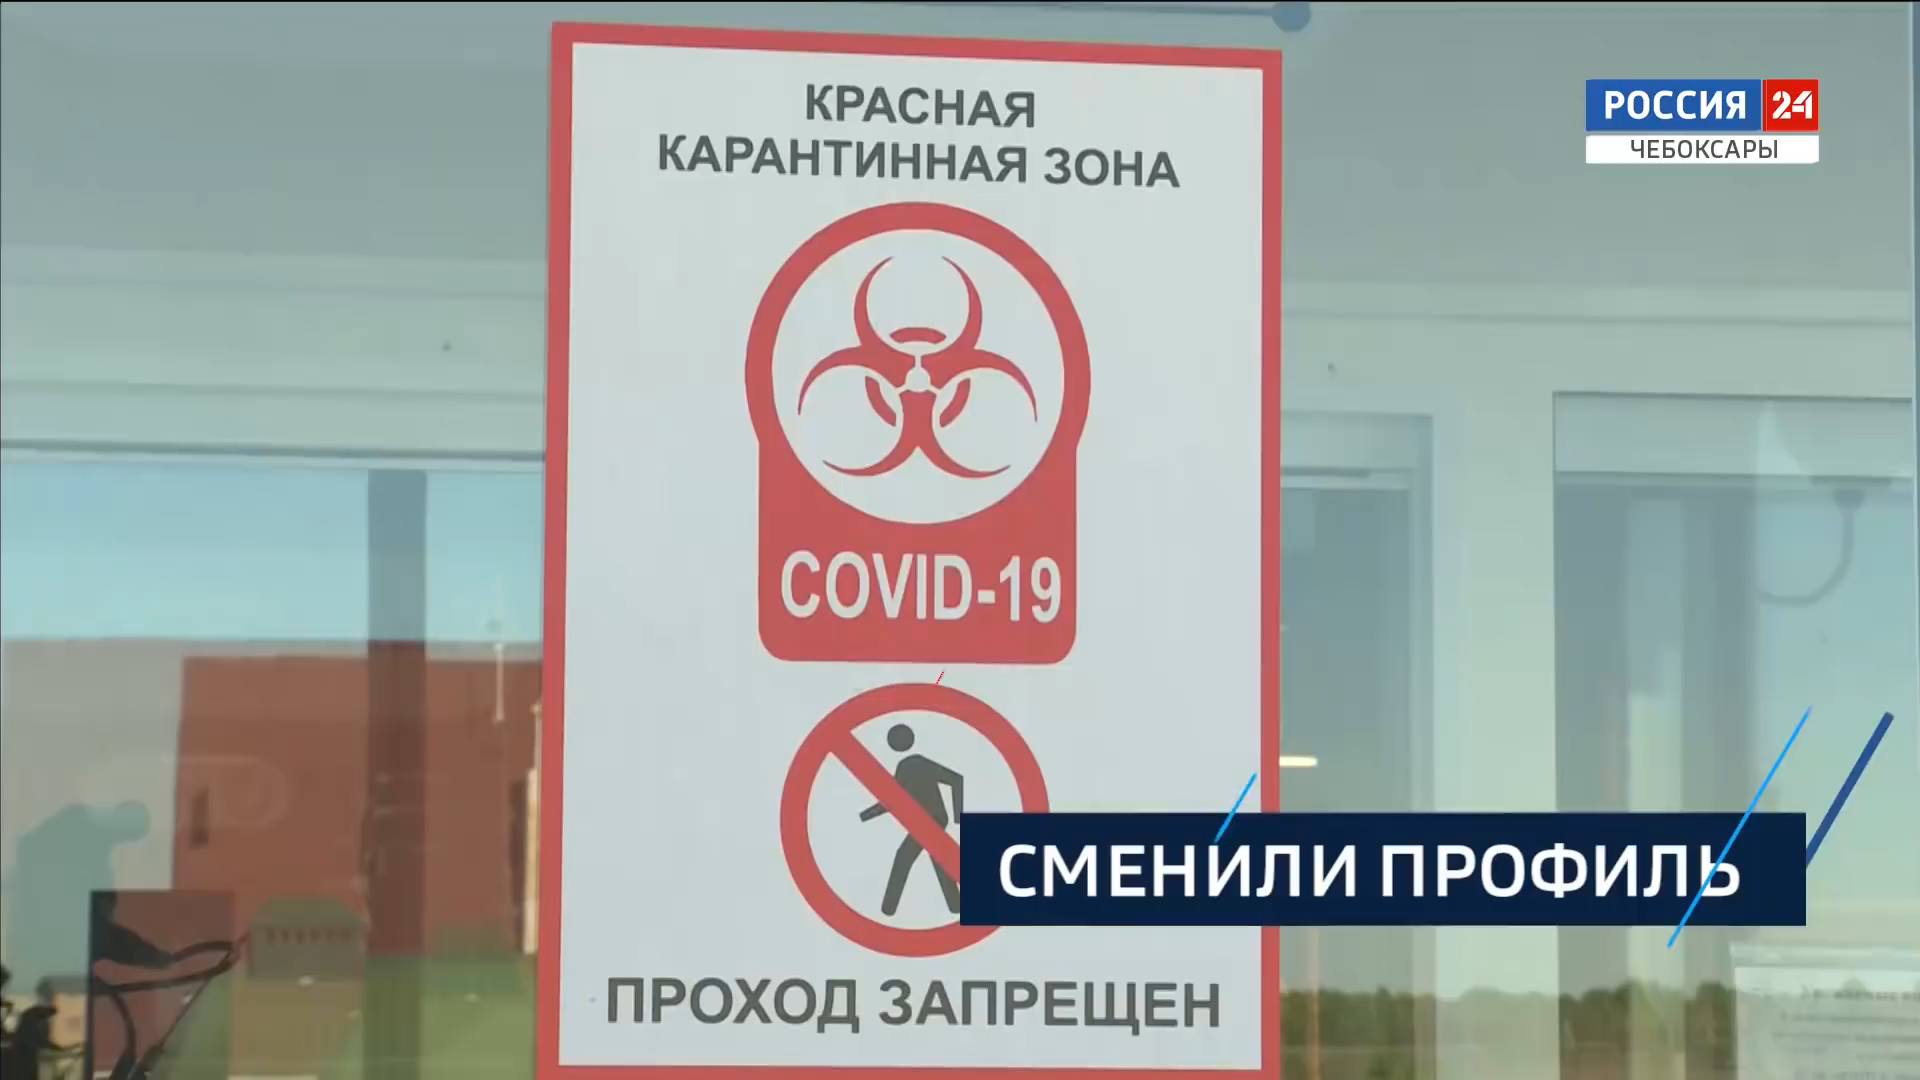 КРАСНАЯ
КАРАНТИННАЯ ЗОНА
COVID-19
ПРОХОД ЗАПРЕЩЕН
РОССИЯ 24
ЧЕБОКСАРЫ
СМЕНИЛИ ПРОФИЛЬ